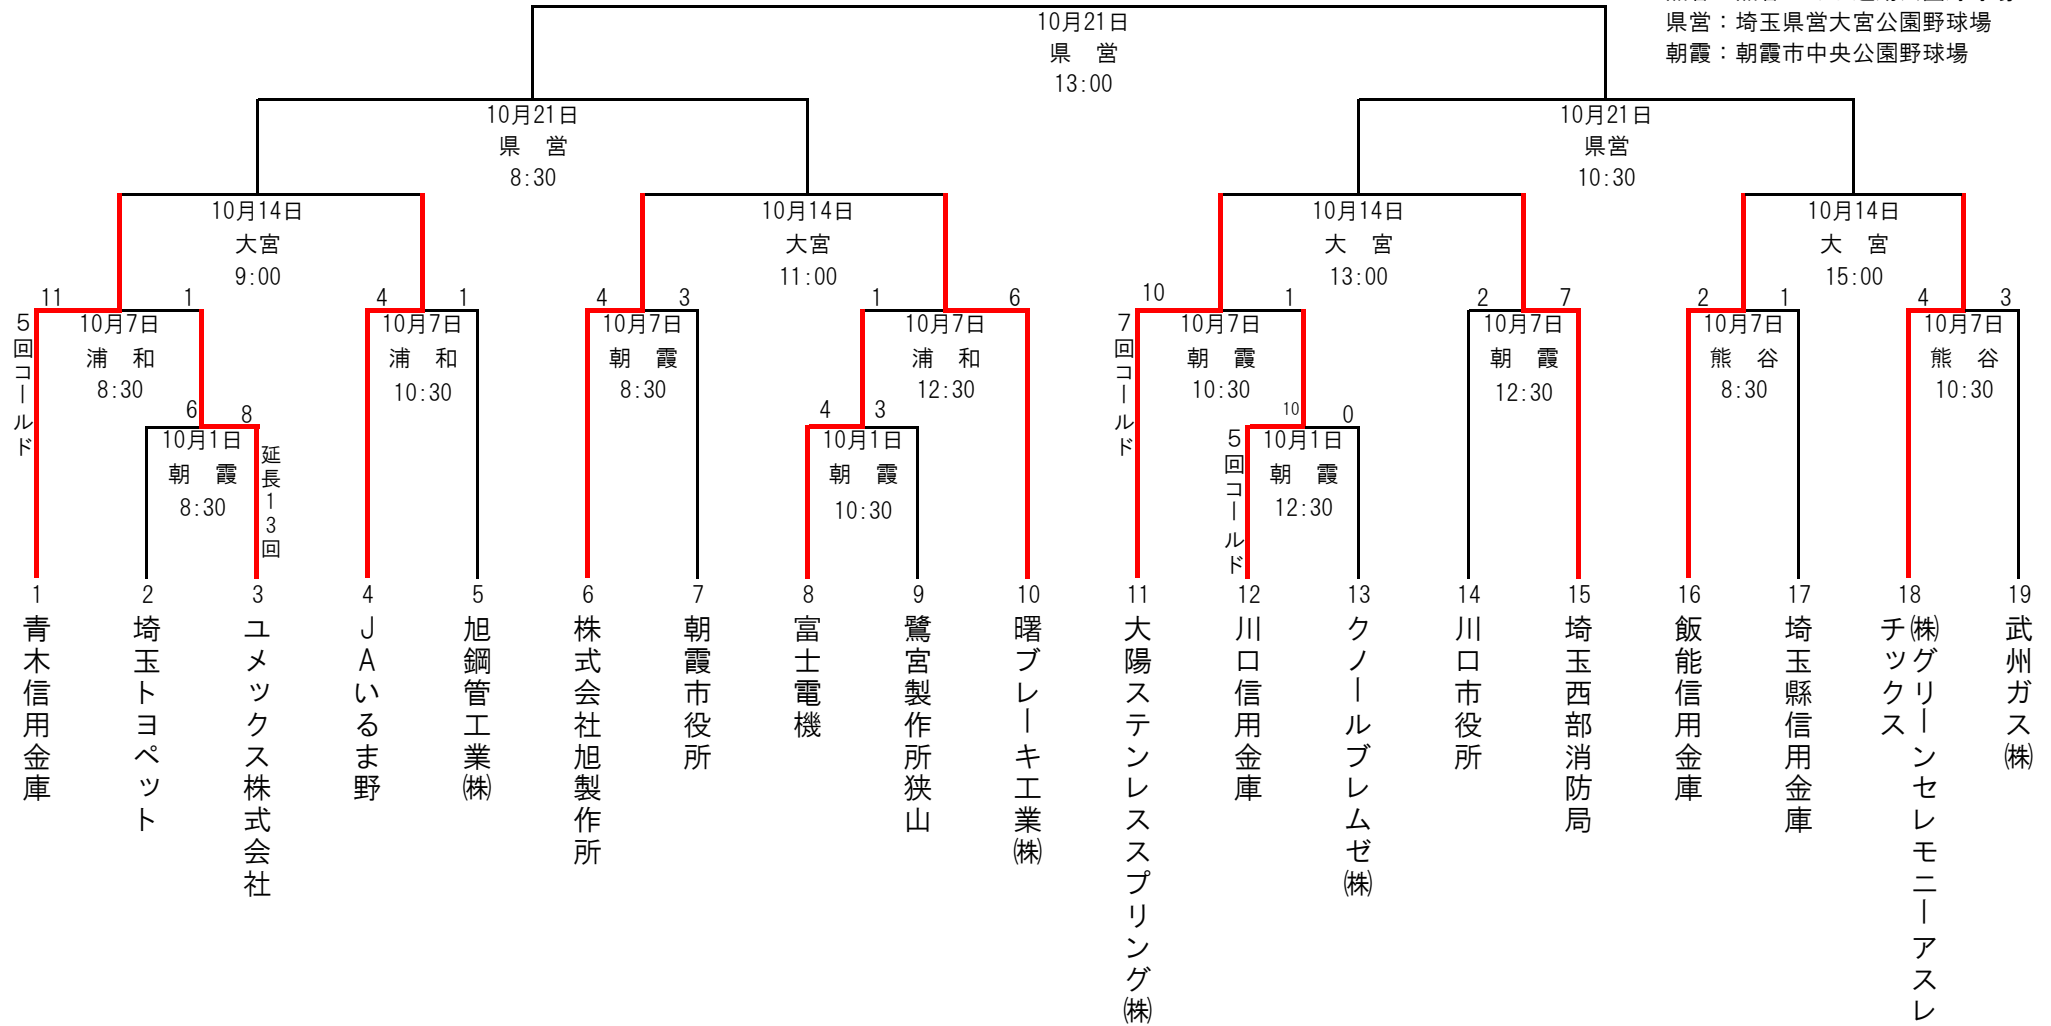 県営：埼玉県営大宮公園野球場
朝霞：朝霞市中央公園野球場
10月21日
県　営
13:00
10月21日
県　営
8:30
10月21日
県営
10:30
10月14日
大宮
9:00
10月14日
大宮
11:00
10月14日
大　宮
13:00
10月14日
大　宮
15:00
11
1
10月7日
浦　和
8:30
5回コールド
4
1
10月7日
浦　和
10:30
4
3
10月7日
朝　霞
8:30
1
6
10月7日
浦　和
12:30
10
1
10月7日
朝　霞
10:30
7回コールド
2
7
10月7日
朝　霞
12:30
2
1
10月7日
熊　谷
8:30
4
3
10月7日
熊　谷
10:30
6
8
10月1日
朝　霞
8:30
延長13回
4
3
10月1日
朝　霞
10:30
10
0
10月1日
朝　霞
12:30
5回コールド
1
青木信用金庫
2
埼玉トヨペット
3
ユメックス株式会社
4
ＪＡいるま野
5
旭鋼管工業㈱
6
株式会社旭製作所
7
朝霞市役所
8
富士電機
9
鷺宮製作所狭山
10
曙ブレーキ工業㈱
11
大陽ステンレススプリング㈱
12
川口信用金庫
13
クノールブレムゼ㈱
14
川口市役所
15
埼玉西部消防局
16
飯能信用金庫
17
埼玉縣信用金庫
18
㈱グリーンセレモニーアスレ
チックス
19
武州ガス㈱